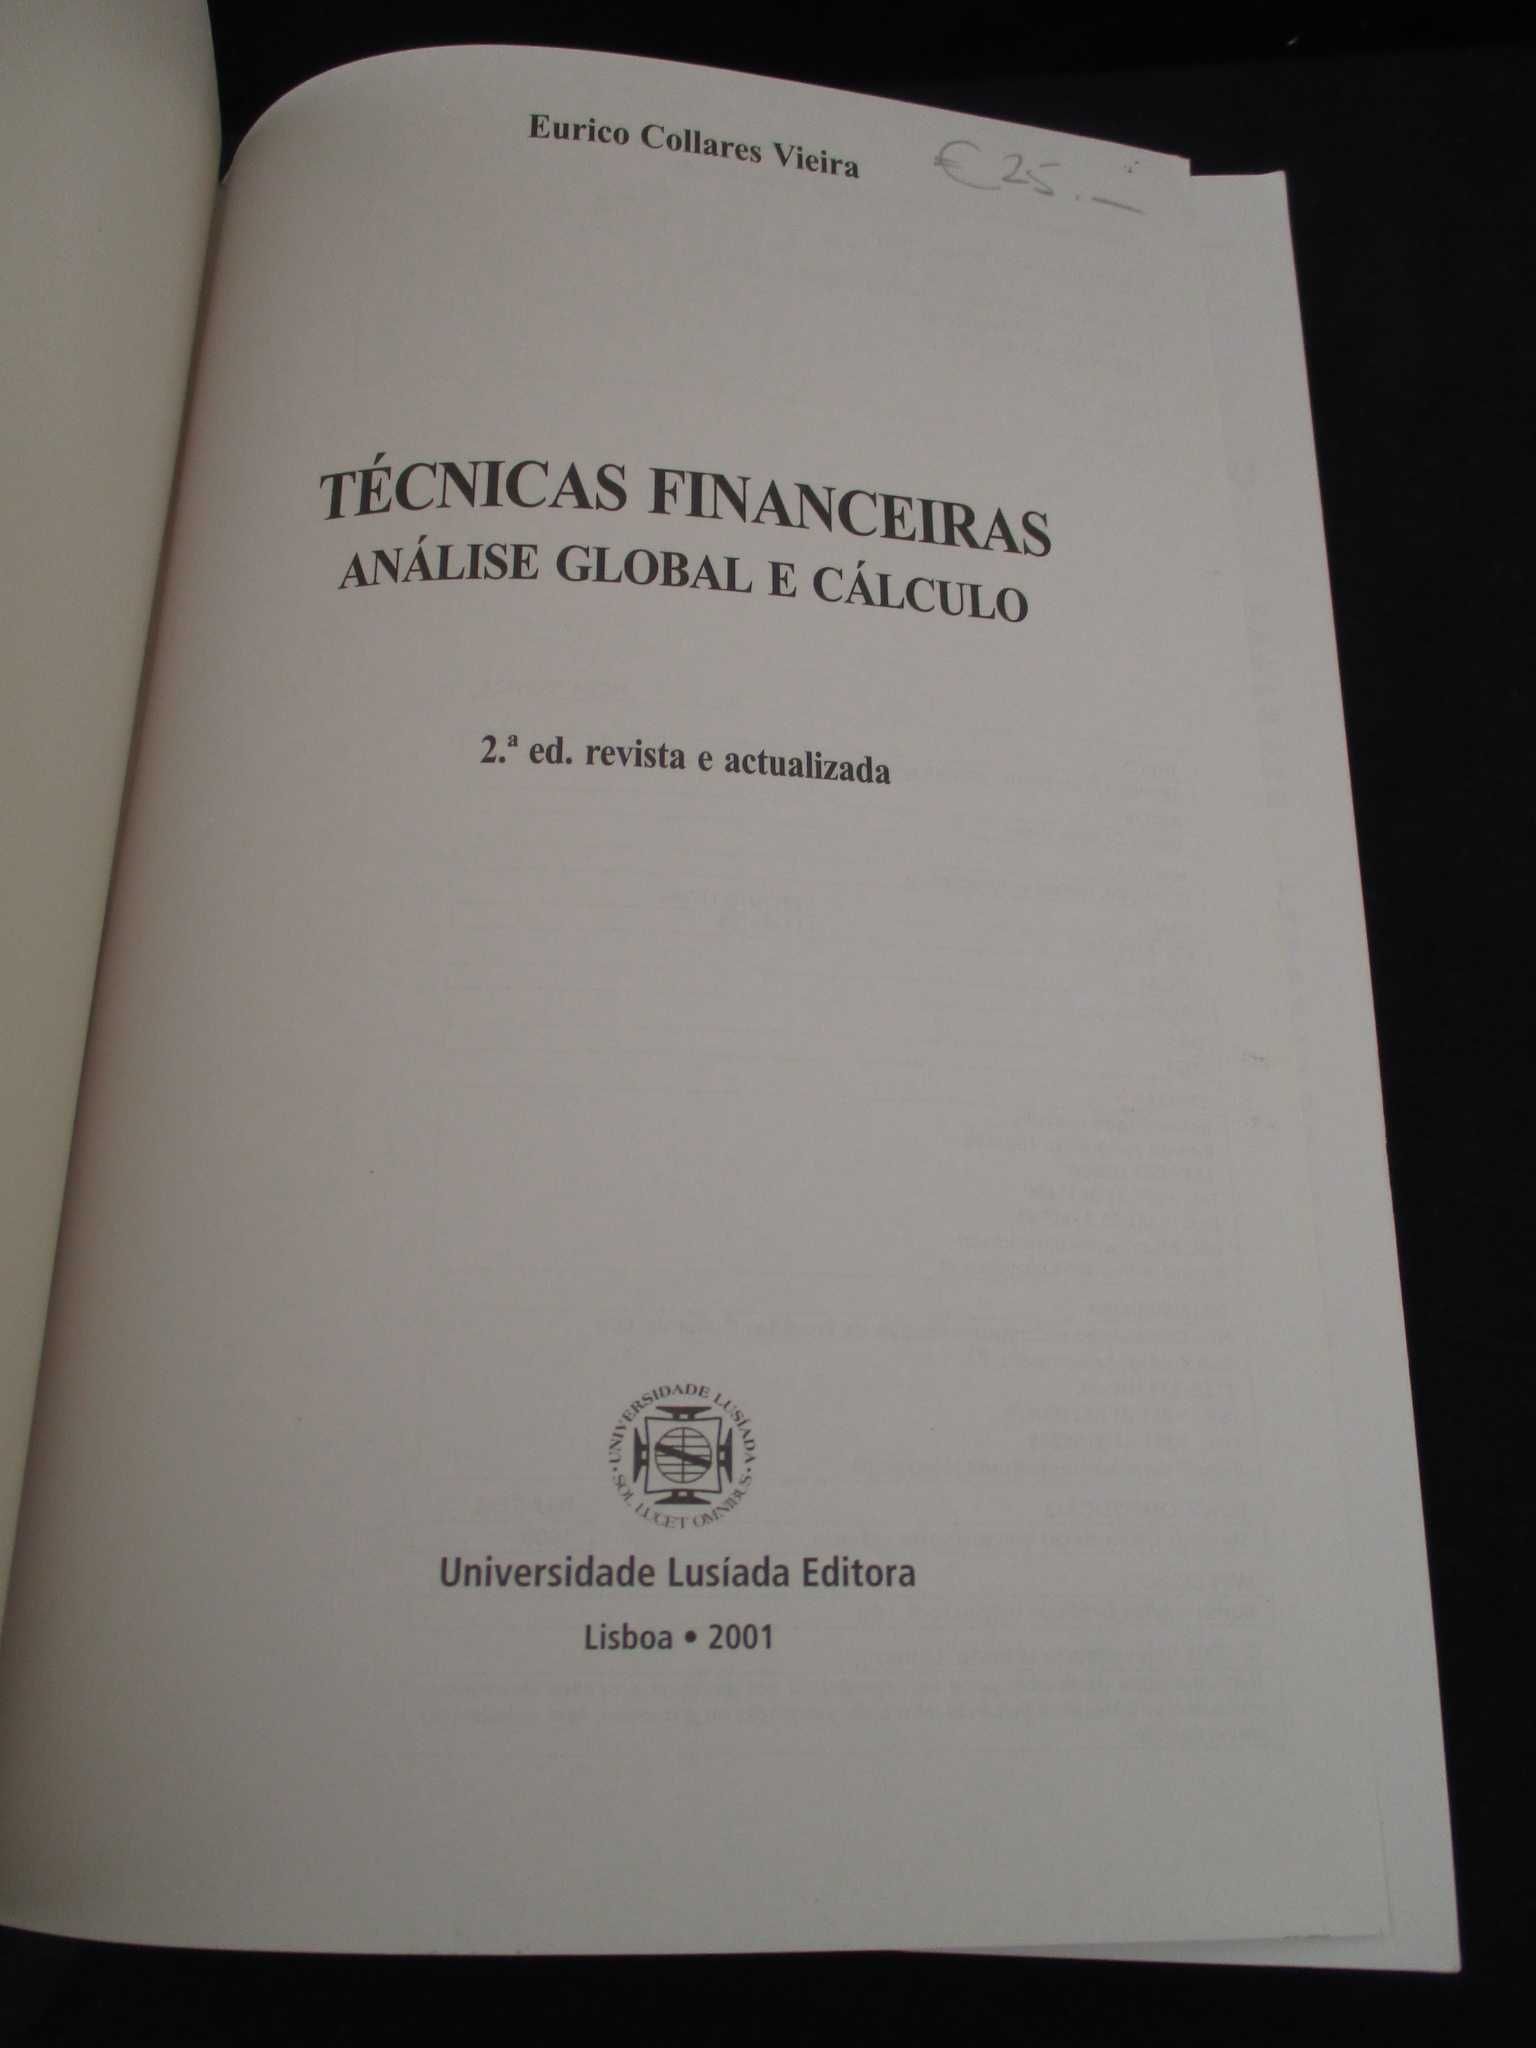 Eurico Collares Vieira
€ 25.—
TÉCNICAS FINANCEIRAS
ANÁLISE GLOBAL E CÁLCULO
2.ª ed. revista e actualizada
UNIVERSIDADE LUSÍADA
SOL LUCET OMNIBUS
Universidade Lusíada Editora
Lisboa • 2001